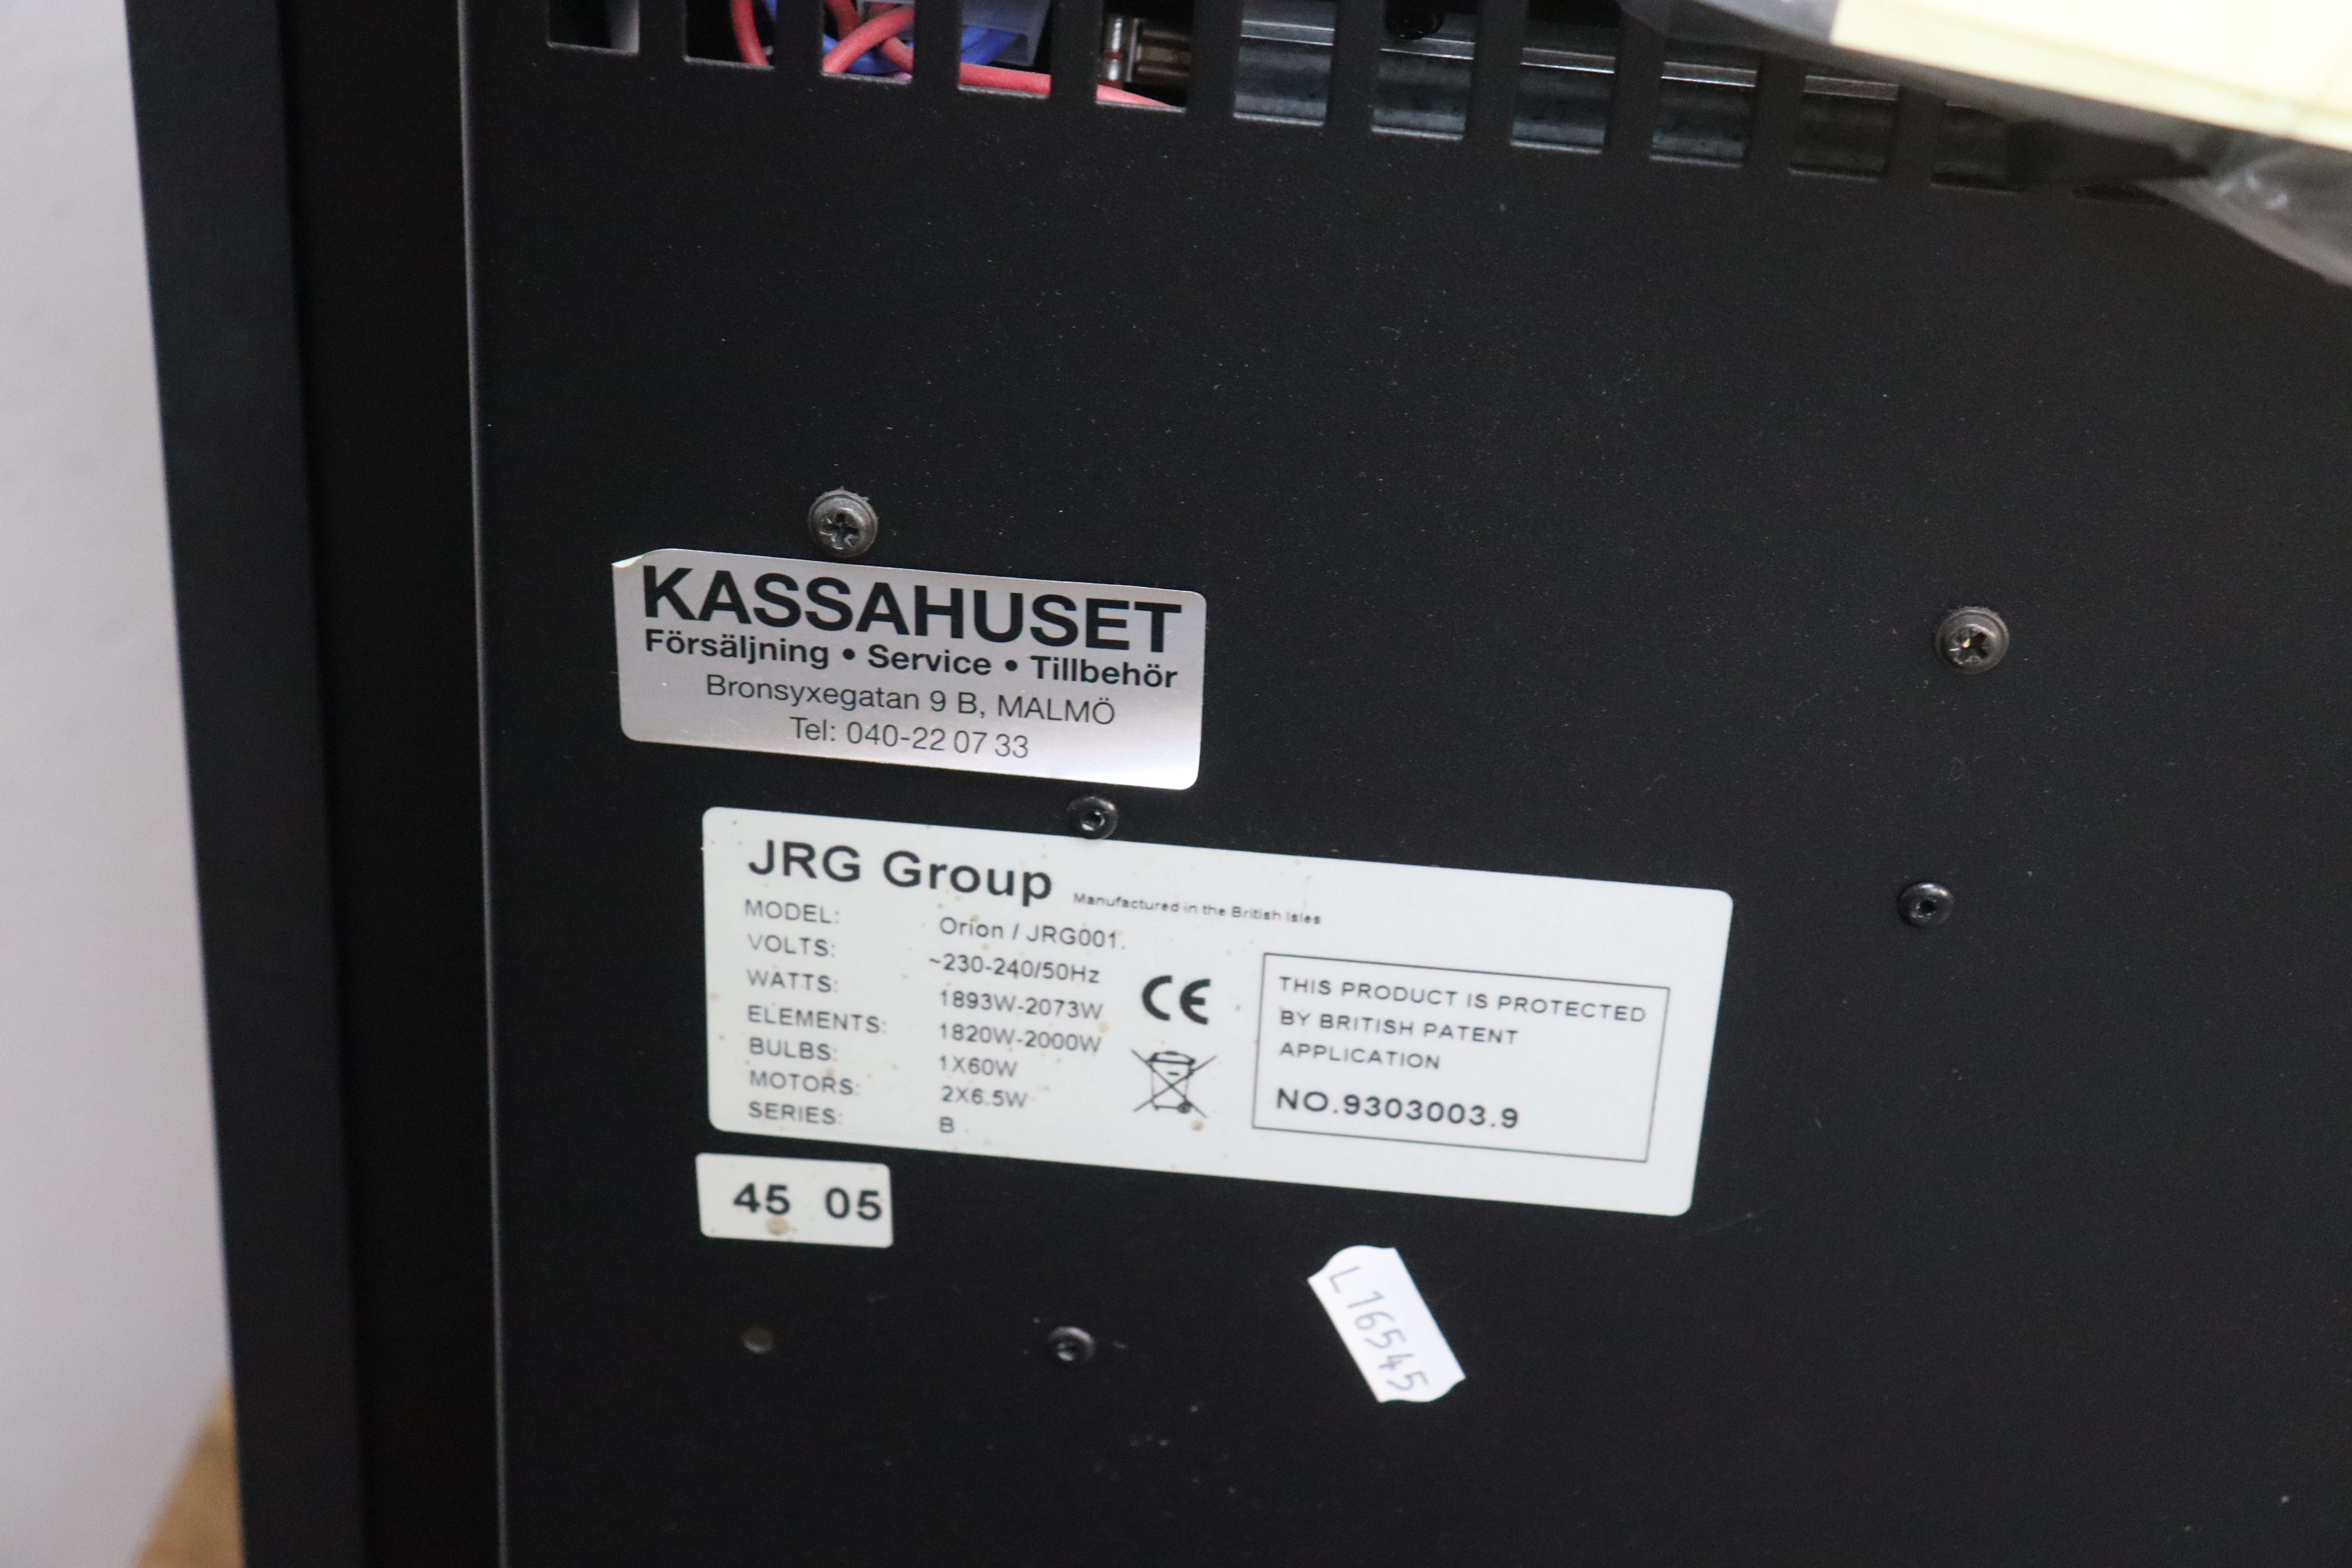 KASSAHUSET
Försäljning • Service • Tillbehör
Bronsyxegatan 9 B, MALMÖ
Tel: 040-22 07 33
JRG Group Manufactured in the British Isles
MODEL: Orion / JRG001.
VOLTS: ~230-240/50Hz
WATTS: 1893W-2073W
ELEMENTS: 1820W-2000W
BULBS: 1X60W
MOTORS: 2X6.5W
SERIES: B
CE
THIS PRODUCT IS PROTECTED
BY BRITISH PATENT
APPLICATION
NO.9303003.9
45 05
L16545